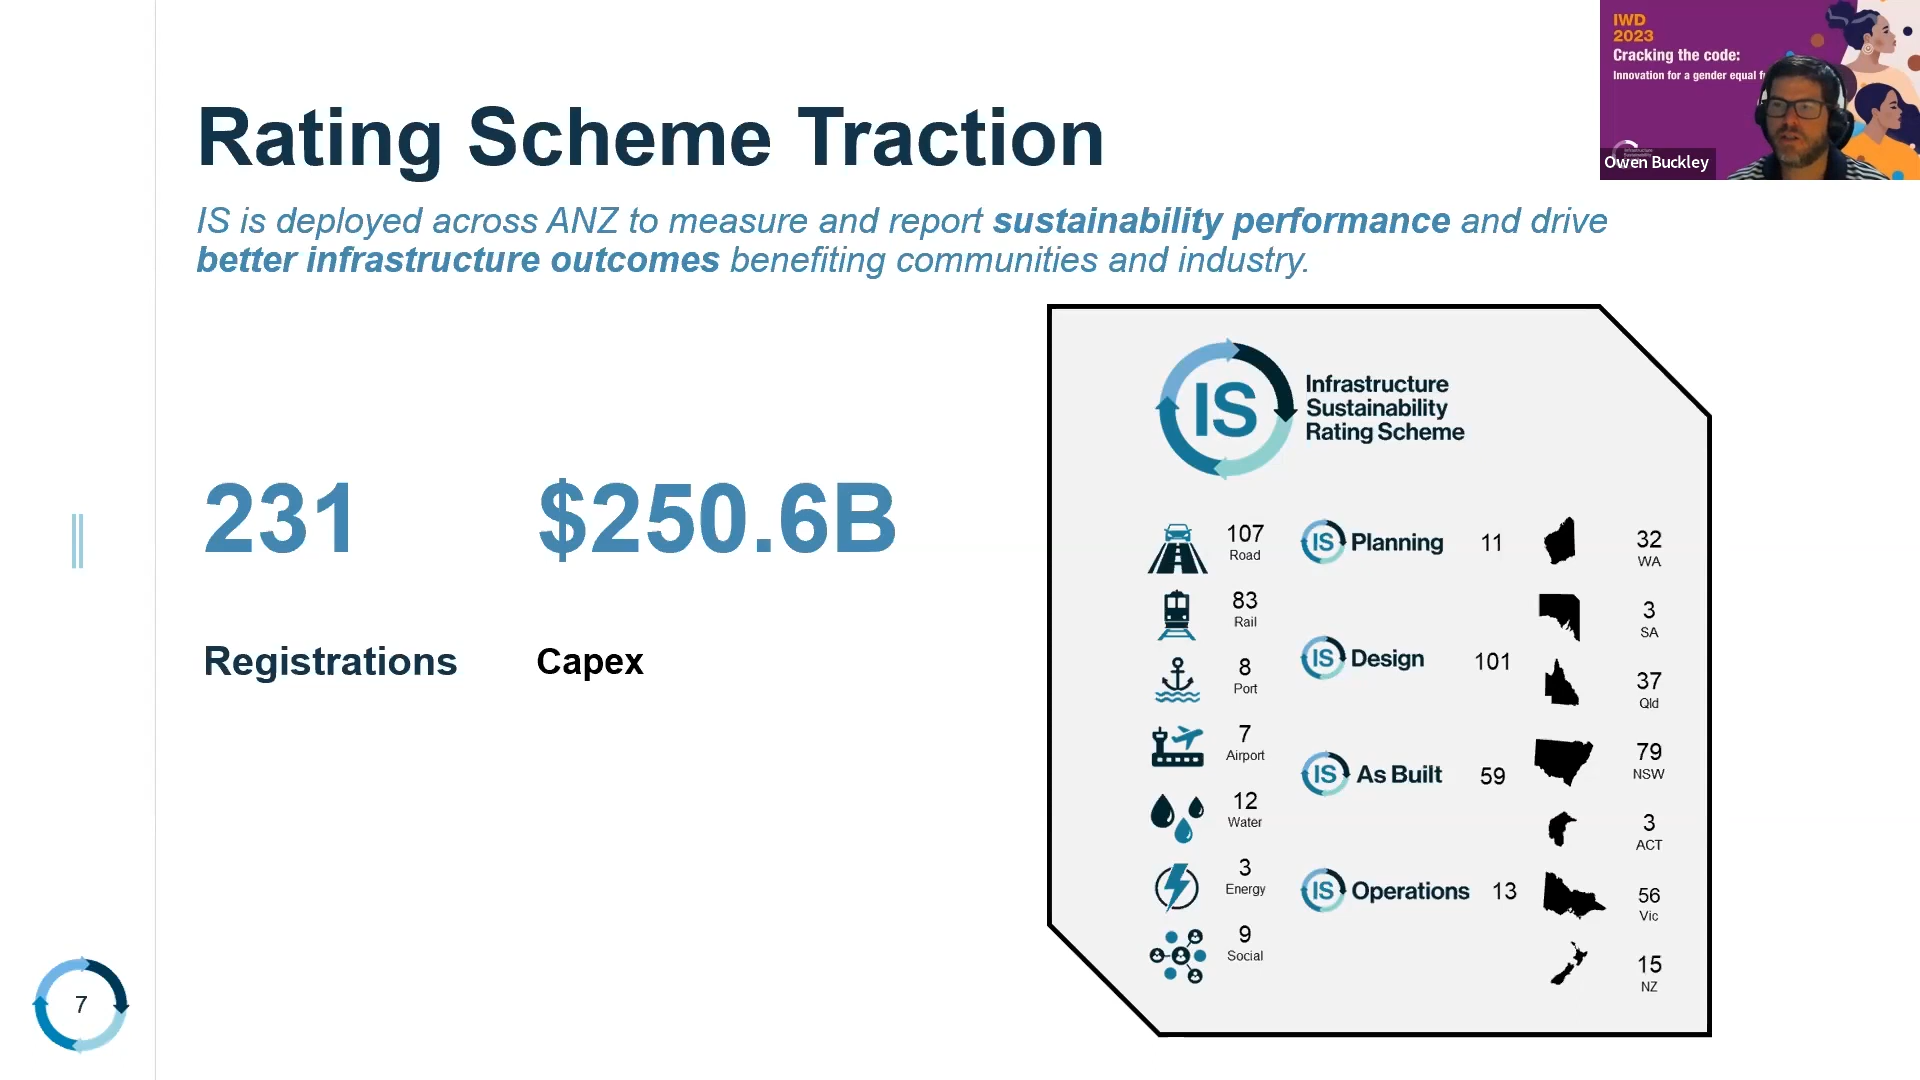 IWD
2023
Cracking the code:
Innovation for a gender equal
Owen Buckley
Rating Scheme Traction
IS is deployed across ANZ to measure and report sustainability performance and drive
better infrastructure outcomes benefiting communities and industry.
231
$250.6B
Registrations
Capex
IS
Infrastructure
Sustainability
Rating Scheme
107
Road
83
Rail
8
Port
7
Airport
12
Water
3
Energy
9
Social
IS Planning 11
IS Design 101
IS As Built 59
IS Operations 13
32
WA
3
SA
37
Qld
79
NSW
3
ACT
56
Vic
15
NZ
7